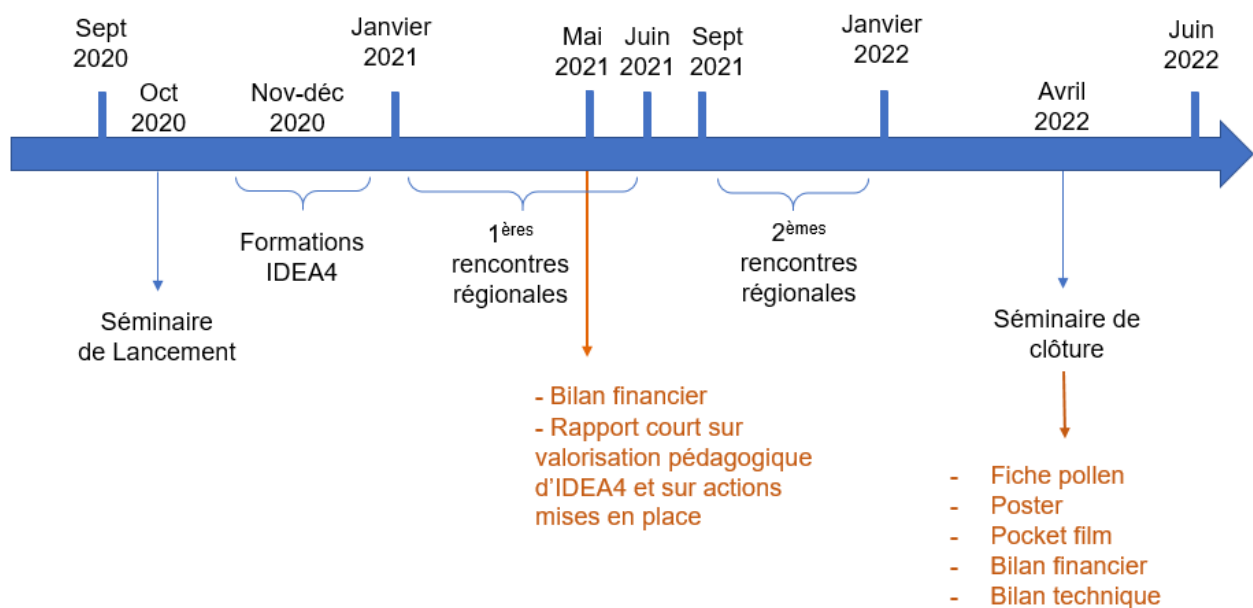 Sept
2020
Oct
2020
Nov-déc
2020
Janvier
2021
Mai
2021
Juin
2021
Sept
2021
Janvier
2022
Avril
2022
Juin
2022
Séminaire
de Lancement
Formations
IDEA4
1ères
rencontres
régionales
2èmes
rencontres
régionales
Séminaire de
clôture
- Bilan financier
- Rapport court sur
valorisation pédagogique
d’IDEA4 et sur actions
mises en place
- Fiche pollen
- Poster
- Pocket film
- Bilan financier
- Bilan technique